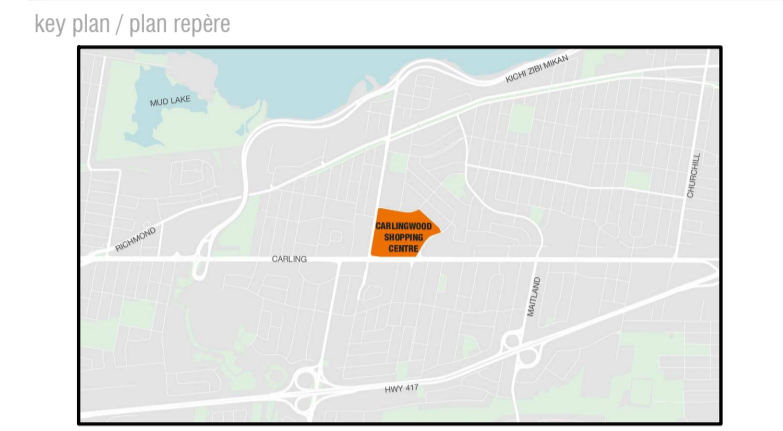 key plan / plan repère
KICHI ZIBI MIKAN
MUD LAKE
CHURCHILL
RICHMOND
CARLINGWOOD
SHOPPING
CENTRE
CARLING
MAITLAND
HWY 417